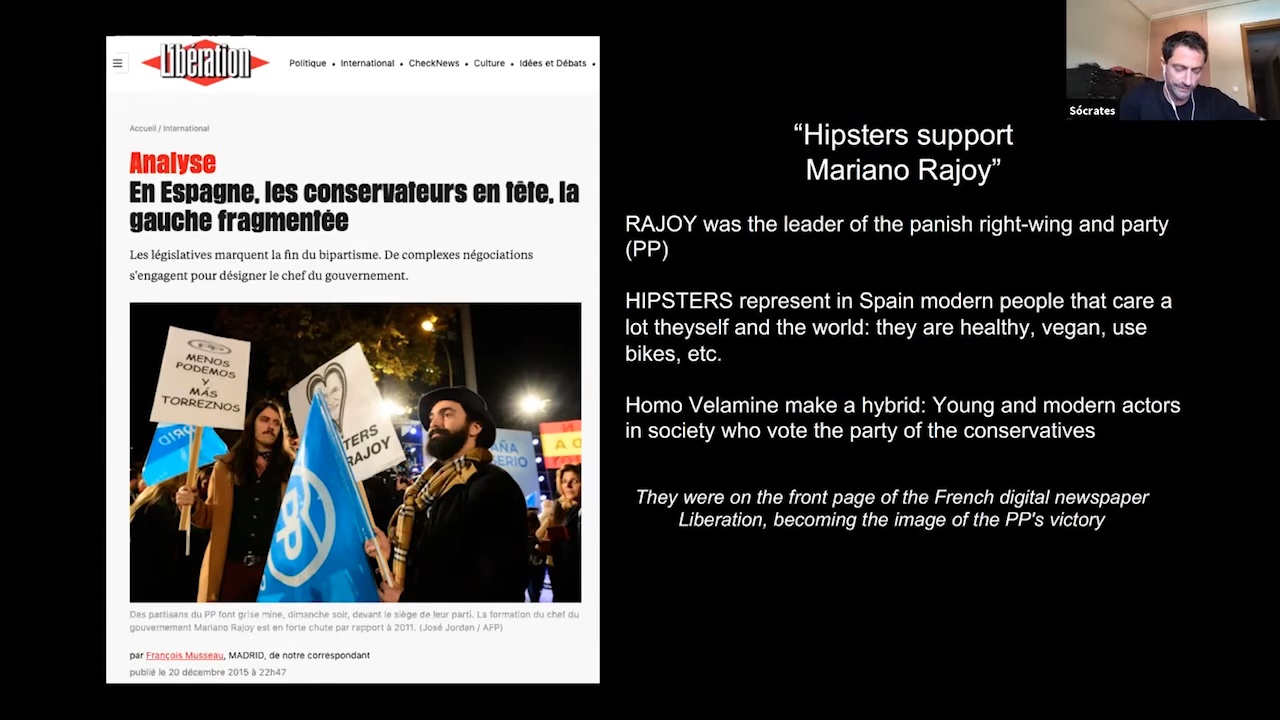 Libération
Politique • International • CheckNews • Culture • Idées et Débats •
Accueil / International
Analyse
En Espagne, les conservateurs en tête, la
gauche fragmentée
Les législatives marquent la fin du bipartisme. De complexes négociations
s'engagent pour désigner le chef du gouvernement.
PP
MENOS
PODEMOS
Y
MÁS
TORREZNOS
DRID
STERS
RAJOY
PP
AÑA
SERIO
A D
Des partisans du PP font grise mine, dimanche soir, devant le siège de leur parti. La formation du chef du
gouvernement Mariano Rajoy est en forte chute par rapport à 2011. (José Jordan / AFP)
par François Musseau, MADRID, de notre correspondant
publié le 20 décembre 2015 à 22h47
Sócrates
“Hipsters support
Mariano Rajoy”
RAJOY was the leader of the panish right-wing and party
(PP)
HIPSTERS represent in Spain modern people that care a
lot theyself and the world: they are healthy, vegan, use
bikes, etc.
Homo Velamine make a hybrid: Young and modern actors
in society who vote the party of the conservatives
They were on the front page of the French digital newspaper
Liberation, becoming the image of the PP's victory